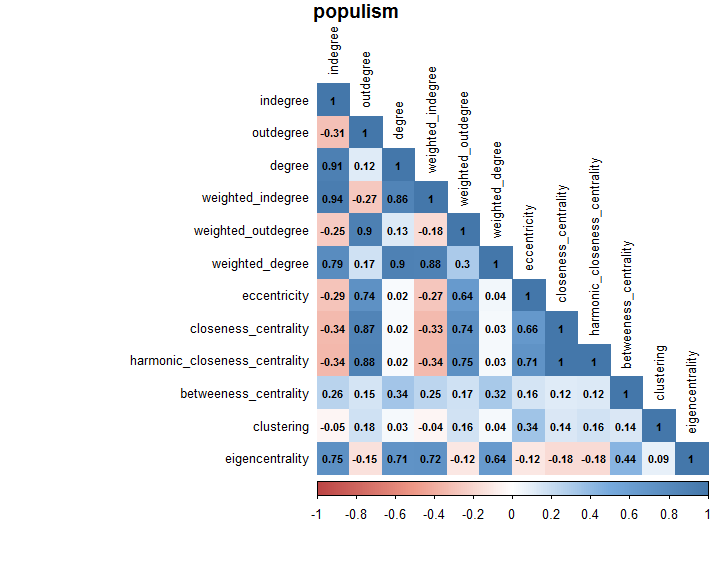 populism
indegree
outdegree
degree
weighted_indegree
weighted_outdegree
weighted_degree
eccentricity
closeness_centrality
harmonic_closeness_centrality
betweeness_centrality
clustering
eigencentrality
indegree 1
outdegree -0.31 1
degree 0.91 0.12 1
weighted_indegree 0.94 -0.27 0.86 1
weighted_outdegree -0.25 0.9 0.13 -0.18 1
weighted_degree 0.79 0.17 0.9 0.88 0.3 1
eccentricity -0.29 0.74 0.02 -0.27 0.64 0.04 1
closeness_centrality -0.34 0.87 0.02 -0.33 0.74 0.03 0.66 1
harmonic_closeness_centrality -0.34 0.88 0.02 -0.34 0.75 0.03 0.71 1 1
betweeness_centrality 0.26 0.15 0.34 0.25 0.17 0.32 0.16 0.12 0.12 1
clustering -0.05 0.18 0.03 -0.04 0.16 0.04 0.34 0.14 0.16 0.14 1
eigencentrality 0.75 -0.15 0.71 0.72 -0.12 0.64 -0.12 -0.18 -0.18 0.44 0.09 1
-1 -0.8 -0.6 -0.4 -0.2 0 0.2 0.4 0.6 0.8 1